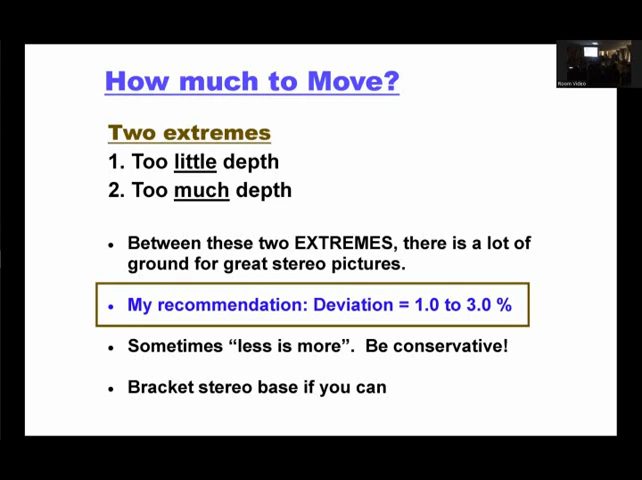 Room Video
How much to Move?
Two extremes
1. Too little depth
2. Too much depth
• Between these two EXTREMES, there is a lot of
ground for great stereo pictures.
• My recommendation: Deviation = 1.0 to 3.0 %
• Sometimes “less is more”. Be conservative!
• Bracket stereo base if you can